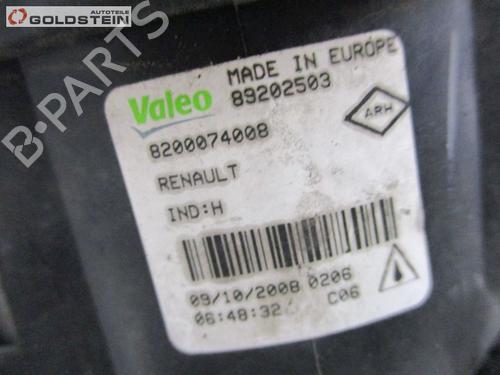 AUTOTEILE
GOLDSTEIN
B-PARTS
Valeo
MADE IN EUROPE
89202503
8200074008
ARH
RENAULT
IND:H
09/10/2008 0206
06:48:32 C06